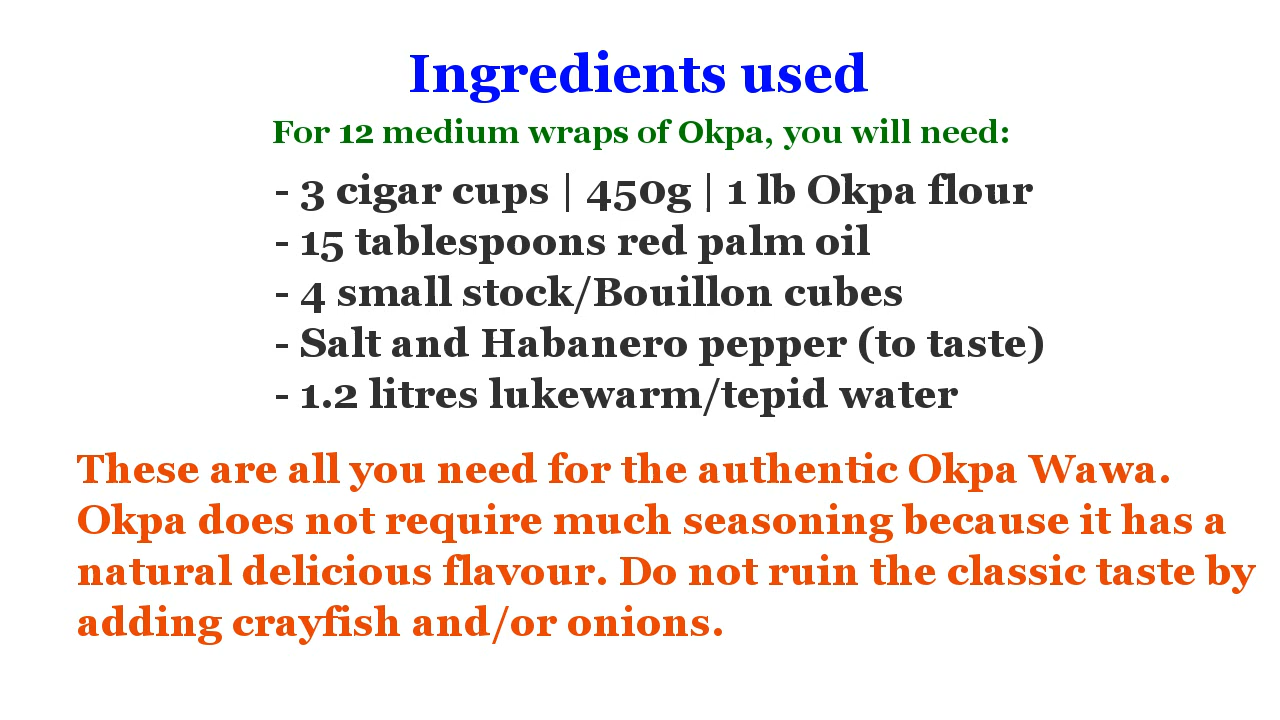 Ingredients used
For 12 medium wraps of Okpa, you will need:
- 3 cigar cups | 450g | 1 lb Okpa flour
- 15 tablespoons red palm oil
- 4 small stock/Bouillon cubes
- Salt and Habanero pepper (to taste)
- 1.2 litres lukewarm/tepid water
These are all you need for the authentic Okpa Wawa.
Okpa does not require much seasoning because it has a
natural delicious flavour. Do not ruin the classic taste by
adding crayfish and/or onions.